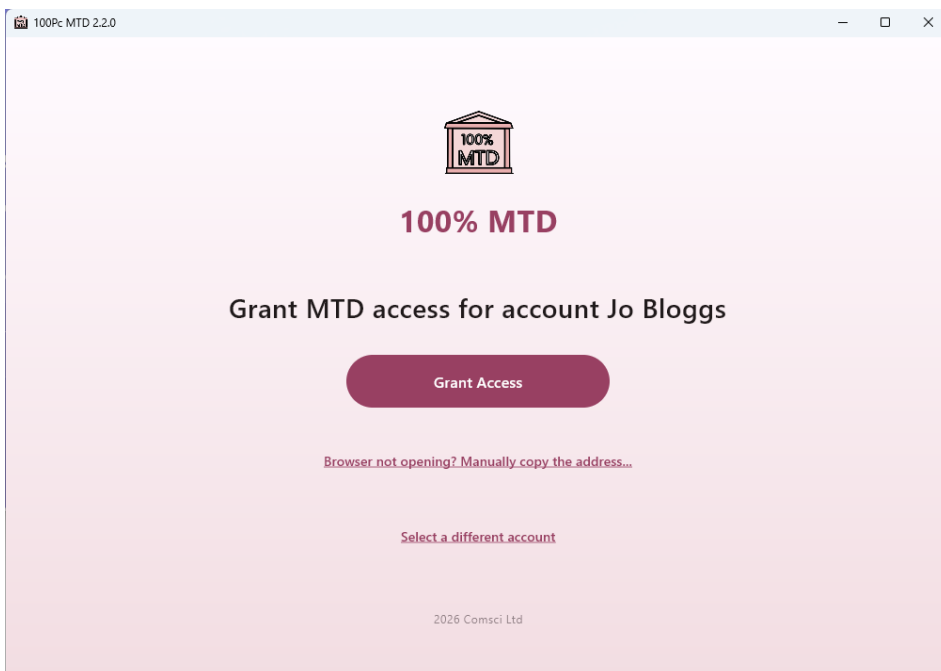 100Pc MTD 2.2.0
100%
MTD
100% MTD
Grant MTD access for account Jo Bloggs
Grant Access
Browser not opening? Manually copy the address...
Select a different account
2026 Comsci Ltd